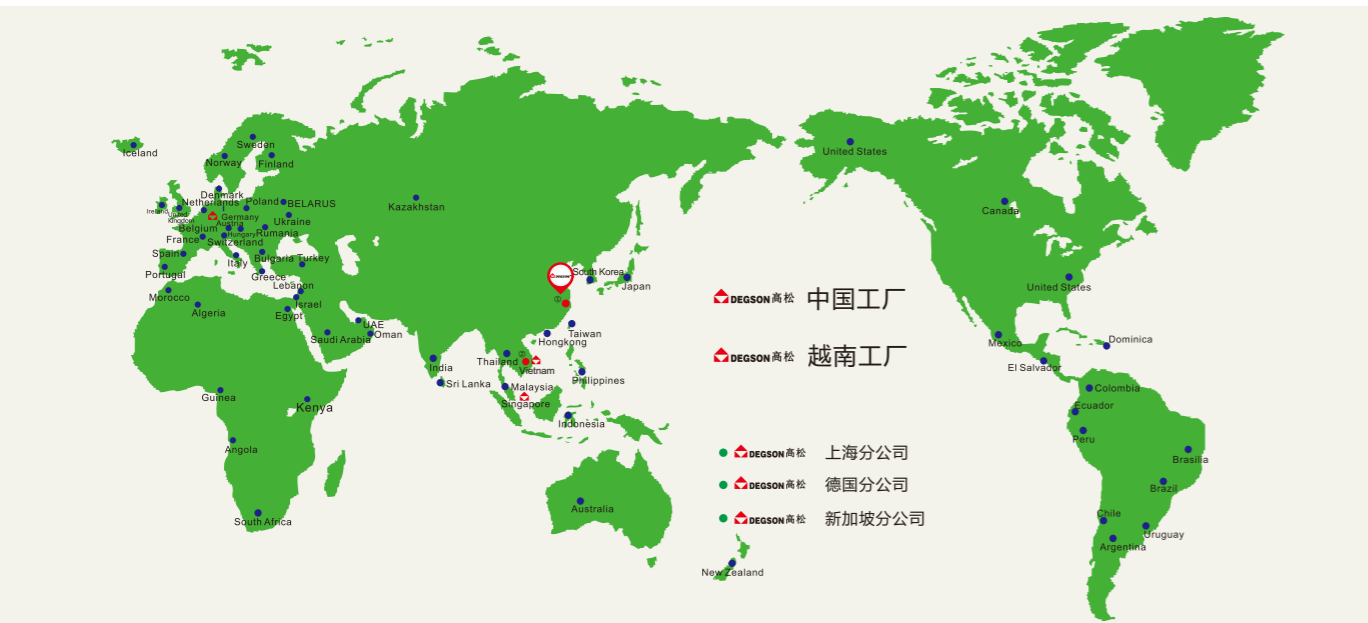 Iceland
Sweden
Norway
Finland
United States
Denmark
Netherlands
Poland
BELARUS
Ireland
United
Kingdom
Germany
Austria
Ukraine
Kazakhstan
Canada
Belgium
Hungary
Rumania
France
Switzerland
Spain
Italy
Bulgaria
Turkey
Portugal
Greece
DEGSON
South Korea
Japan
Lebanon
United States
Morocco
Israel
①
DEGSON高松 中国工厂
Algeria
Egypt
UAE
Saudi Arabia
Oman
Taiwan
Hongkong
Mexico
Dominica
②
DEGSON高松 越南工厂
India
Thailand
Vietnam
El Salvador
Sri Lanka
Malaysia
Philippines
Colombia
Guinea
Kenya
Singapore
Ecuador
Indonesia
Peru
Angola
DEGSON高松 上海分公司
Brasilia
DEGSON高松 德国分公司
Brazil
Australia
Chile
South Africa
DEGSON高松 新加坡分公司
Uruguay
Argentina
New Zealand